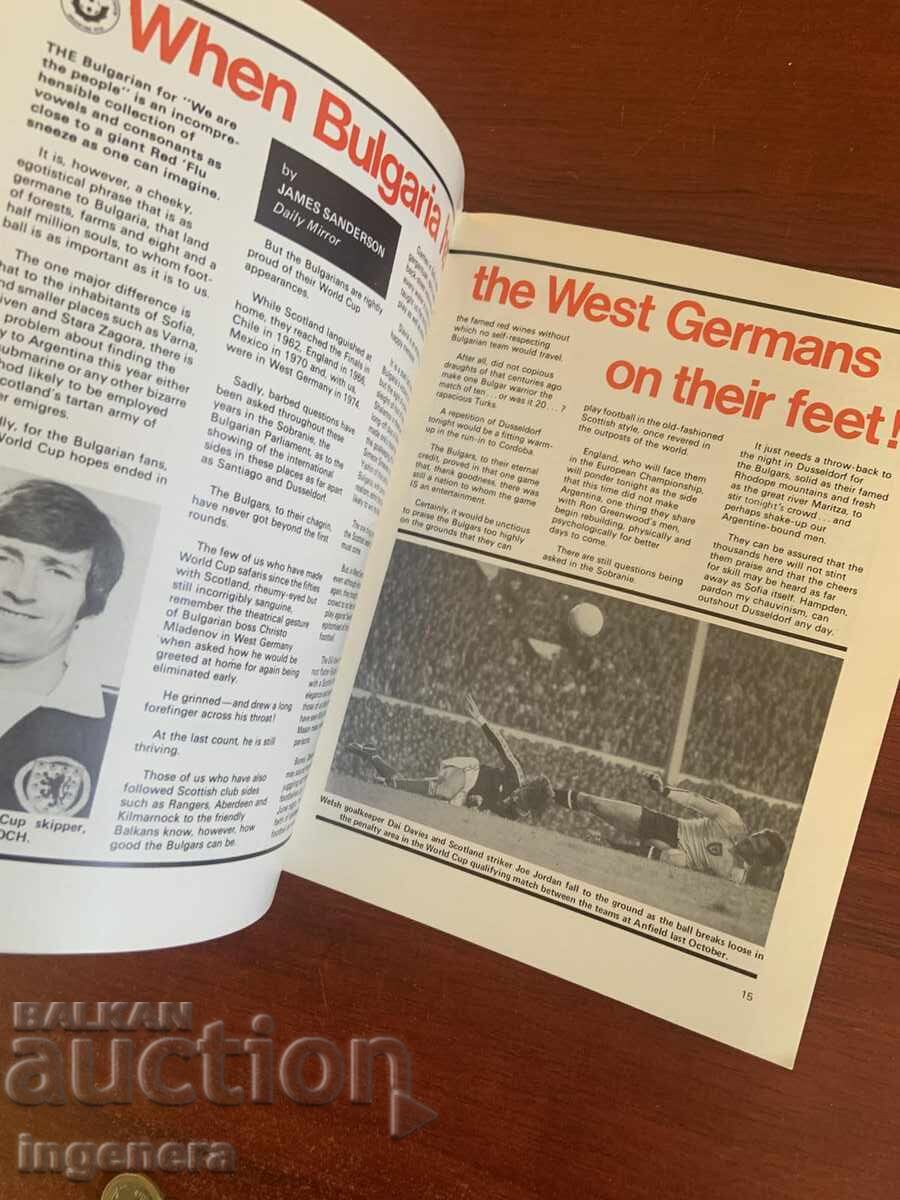 When Bulgaria
THE Bulgarian for "We are
the people" is an incompre-
hensible collection of
vowels and consonants as
close to a giant Red 'Flu
sneeze as one can imagine.
It is, however, a cheeky,
egotistical phrase that is as
germane to Bulgaria, that land
of forests, farms and eight and a
half million souls, to whom foot-
ball is as important as it is to us.
The one major difference is
that to the inhabitants of Sofia,
and smaller places such as Varna,
and Stara Zagora, there is
problem about finding the
to Argentina this year either
submarine or any other bizarre
likely to be employed
Scotland's tartan army of
emigres.
for the Bulgarian fans,
World Cup hopes ended in
Cup skipper,
by
JAMES SANDERSON
Daily Mirror
But the Bulgarians are rightly
proud of their World Cup
appearances.
While Scotland languished at
home, they reached the Finals in
Chile in 1962, England in 1966,
Mexico in 1970 and, with us
were in West Germany in 1974.
Sadly, barbed questions have
been asked throughout these
years in the Sobranie, the
Bulgarian Parliament, as to the
showing of the international
sides in these places as far apart
as Santiago and Dusseldorf
The Bulgars, to their chagrin,
have never got beyond the first
rounds.
The few of us who have made
World Cup safaris since the fifties
with Scotland, rheumy-eyed but
still incorrigibly sanguine,
remember the theatrical gesture
of Bulgarian boss Christo
Mladenov in West Germany
when asked how he would be
greeted at home for again being
eliminated early.
He grinned—and drew a long
forefinger across his throat!
At the last count, he is still
thriving.
Those of us who have also
followed Scottish club sides
such as Rangers, Aberdeen and
Kilmarnock to the friendly
Balkans know, however, how
good the Bulgars can be.
the West Germans
on their feet!
the famed red wines without
which no self-respecting
Bulgarian team would travel.
After all, did not copious
draughts of that centuries ago
make one Bulgar warrior the
match of ten . . . or was it 20 . . . ?
rapacious Turks.
A repetition of Dusseldorf
tonight would be a fitting warm-
up in the run-in to Cordoba.
The Bulgars, to their eternal
credit, proved in that one game
that, thank goodness, there was
still a nation to whom the game
IS an entertainment.
Certainly, it would be unctious
to praise the Bulgars too highly
on the grounds that they can
play football in the old-fashioned
Scottish style, once revered in
the outposts of the world.
England, who will face them
in the European Championship,
will ponder tonight as the side
that this time did not make
Argentina, one thing they share
with Ron Greenwood's men,
begin rebuilding, physically and
psychologically for better
days to come.
There are still questions being
asked in the Sobranie.
It just needs a throw-back to
the night in Dusseldorf for
the Bulgars, solid as their famed
Rhodope mountains and fresh
as the great river Maritza, to
stir tonight's crowd . . . and
perhaps shake-up our
Argentine-bound men.
They can be assured that the
thousands here will not stint
them praise and that the cheers
for skill may be heard as far
away as Sofia itself. Hampden,
pardon my chauvinism, can
outshout Dusseldorf any day.
Welsh goalkeeper Dai Davies and Scotland striker Joe Jordan fall to the ground as the ball breaks loose in
the penalty area in the World Cup qualifying match between the teams at Anfield last October.
15
BALKAN
auction
ingenera